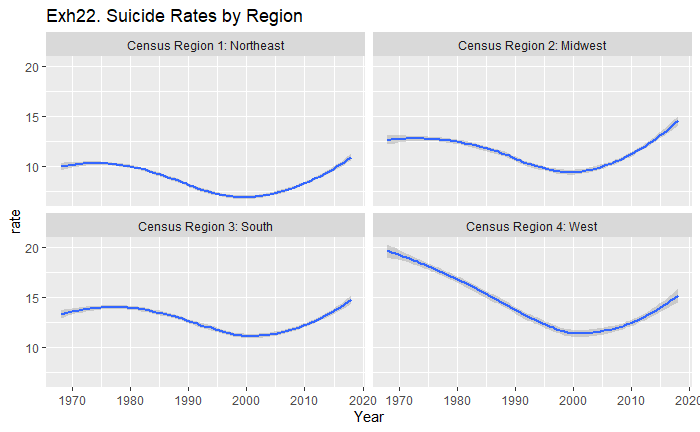 Exh22. Suicide Rates by Region
Census Region 1: Northeast
Census Region 2: Midwest
20
15
10
Census Region 3: South
Census Region 4: West
20
15
10
rate
1970 1980 1990 2000 2010 2020
1970 1980 1990 2000 2010 2020
Year